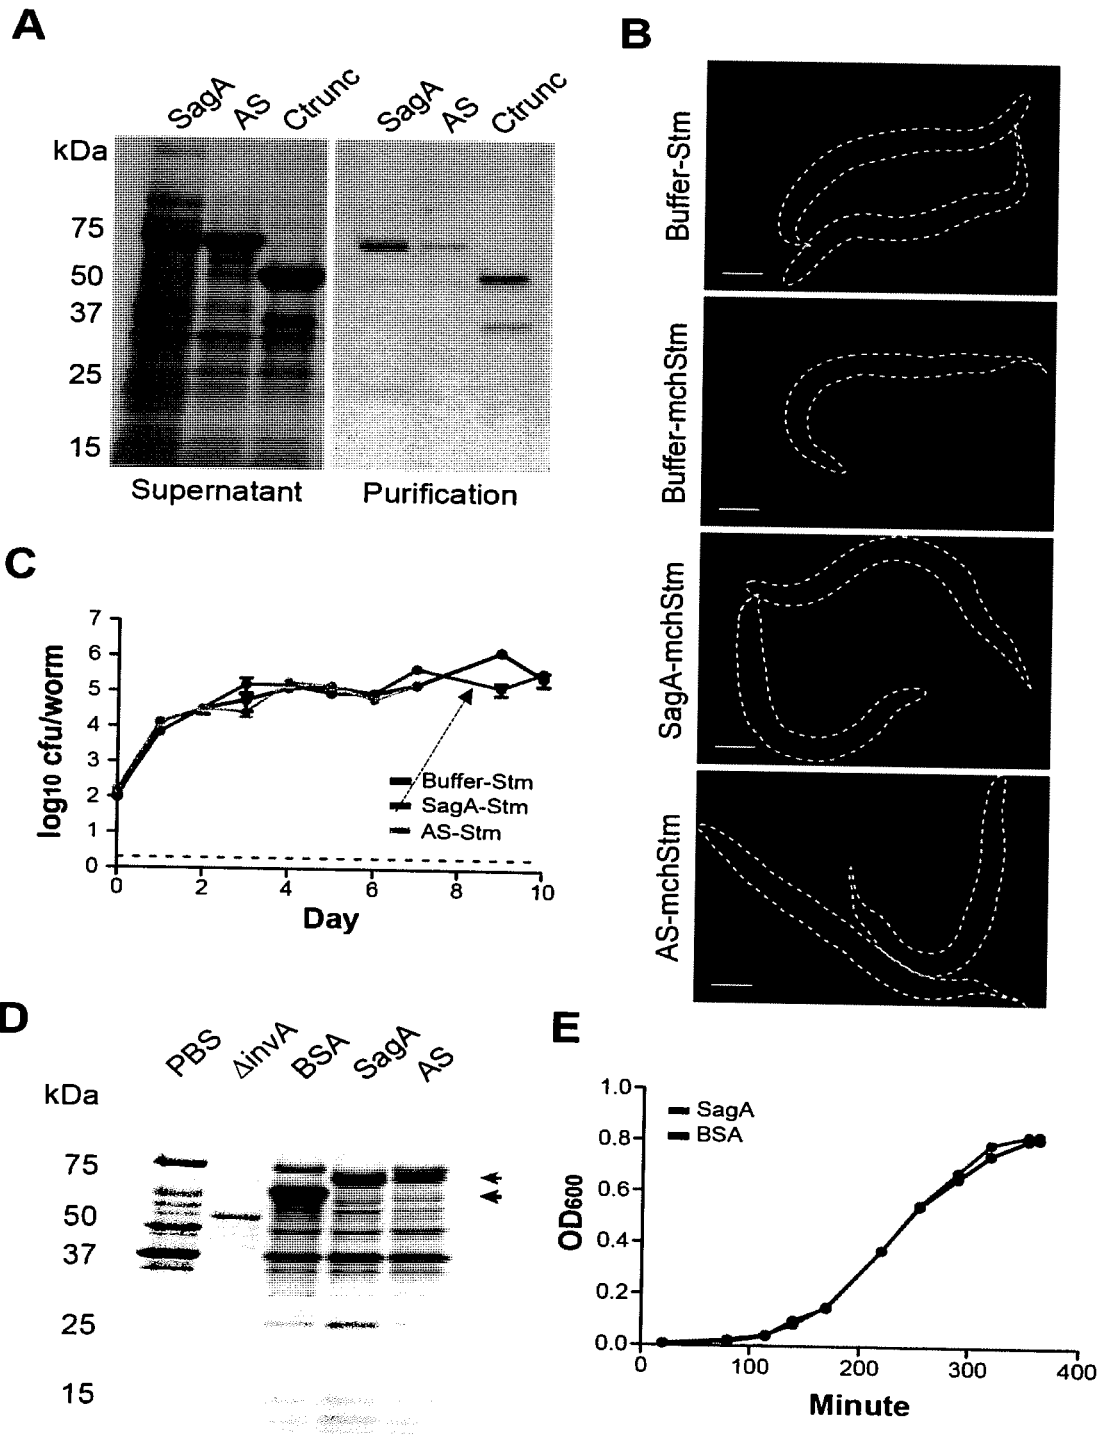 A
SagA AS Ctrunc SagA AS Ctrunc
kDa
75
50
37
25
15
Supernatant Purification
B
Buffer-Stm
Buffer-mchStm
SagA-mchStm
AS-mchStm
C
7
6
5
4
3
2
1
0
log10 cfu/worm
Buffer-Stm
SagA-Stm
AS-Stm
0 2 4 6 8 10
Day
D
PBS ΔinvA BSA SagA AS
kDa
75
50
37
25
15
E
1.0
0.8
0.6
0.4
0.2
0.0
OD600
SagA
BSA
0 100 200 300 400
Minute